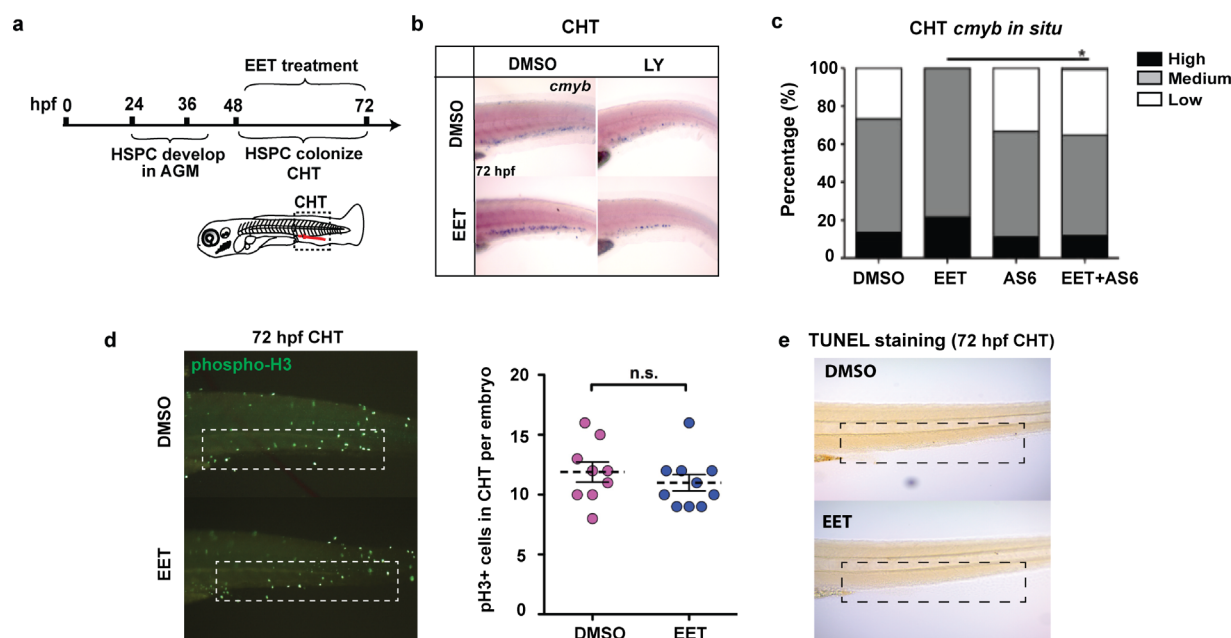 a
EET treatment
hpf 0 24 36 48 72
HSPC develop
in AGM
HSPC colonize
CHT
CHT
b
CHT
DMSO LY
cmyb
DMSO
72 hpf
EET
c
CHT cmyb in situ
*
High
Medium
Low
Percentage (%)
100
80
60
40
20
0
DMSO EET AS6 EET+AS6
d
72 hpf CHT
phospho-H3
DMSO
EET
pH3+ cells in CHT per embryo
20
15
10
5
0
n.s.
DMSO EET
e TUNEL staining (72 hpf CHT)
DMSO
EET